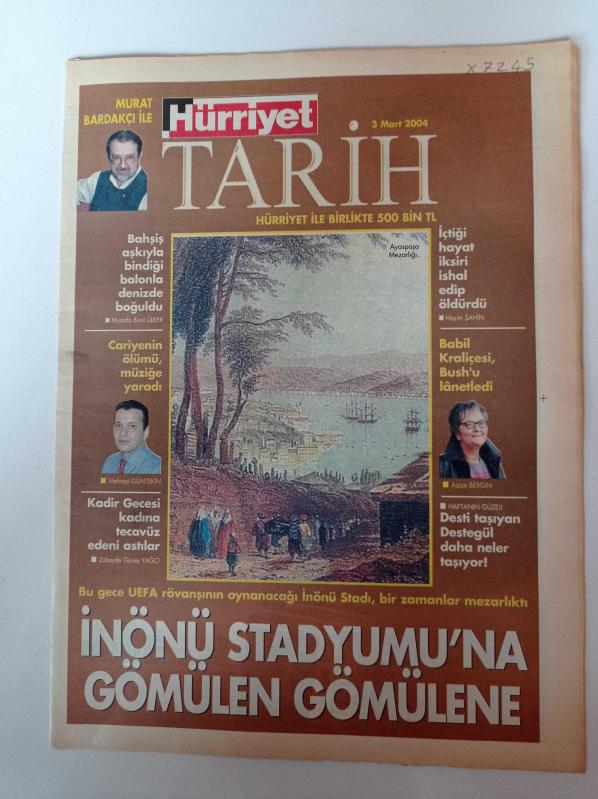 x 7245
MURAT
BARDAKÇI İLE
Hürriyet
3 Mart 2004
TARİH
HÜRRİYET İLE BİRLİKTE 500 BİN TL
Bahşiş
aşkıyla
bindiği
balonla
denizde
boğuldu
Mustafa Birol ÜLKER
Cariyenin
ölümü,
müziğe
yaradı
Mehmet GÜNTEKİN
Kadir Gecesi
kadına
tecavüz
edeni astılar
Zübeyde Güneş YAĞCI
Ayaspaşa
Mezarlığı.
İçtiği
hayat
iksiri
ishal
edip
öldürdü
Haşim ŞAHİN
Babil
Kraliçesi,
Bush'u
lânetledi
Azize BERGİN
HAFTANIN GÜZELİ
Desti taşıyan
Destegül
daha neler
taşıyor!
Bu gece UEFA rövanşının oynanacağı İnönü Stadı, bir zamanlar mezarlıktı
İNÖNÜ STADYUMU'NA
GÖMÜLEN GÖMÜLENE